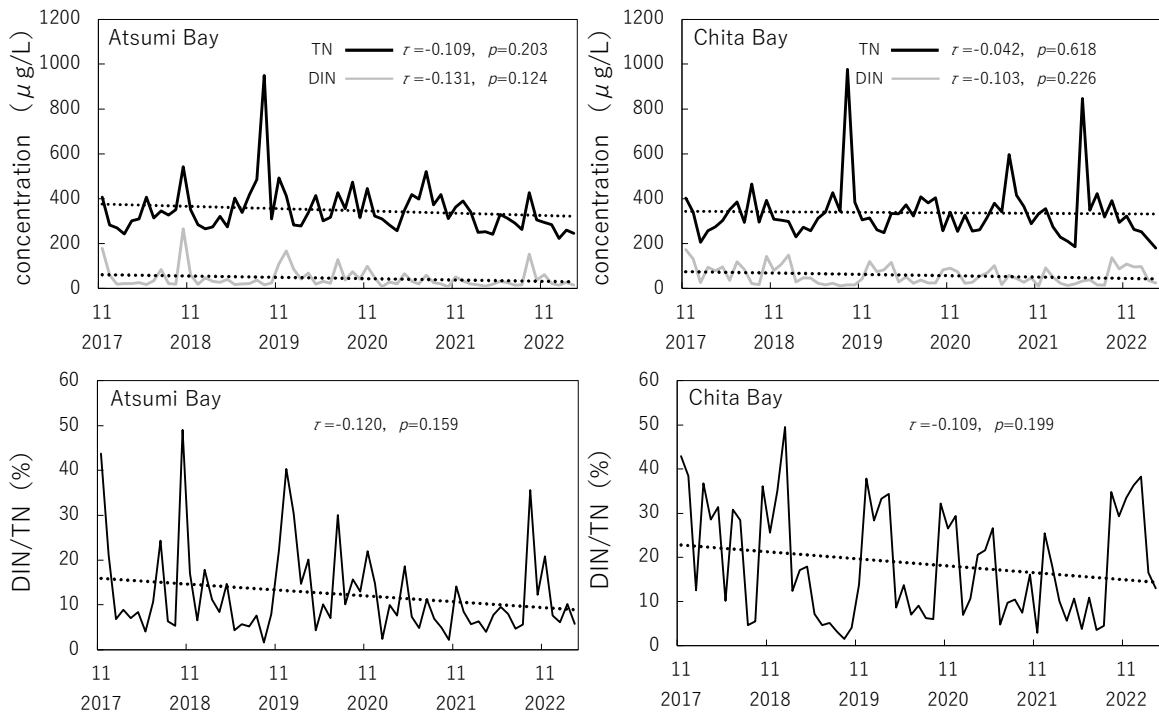 1200
1000
800
600
400
200
0
concentration (μg/L)
Atsumi Bay
TN τ=-0.109, p=0.203
DIN τ=-0.131, p=0.124
11 11 11 11 11 11
2017 2018 2019 2020 2021 2022
1200
1000
800
600
400
200
0
concentration (μg/L)
Chita Bay
TN τ=-0.042, p=0.618
DIN τ=-0.103, p=0.226
11 11 11 11 11 11
2017 2018 2019 2020 2021 2022
60
50
40
30
20
10
0
DIN/TN (%)
Atsumi Bay
τ=-0.120, p=0.159
11 11 11 11 11 11
2017 2018 2019 2020 2021 2022
60
50
40
30
20
10
0
DIN/TN (%)
Chita Bay
τ=-0.109, p=0.199
11 11 11 11 11 11
2017 2018 2019 2020 2021 2022